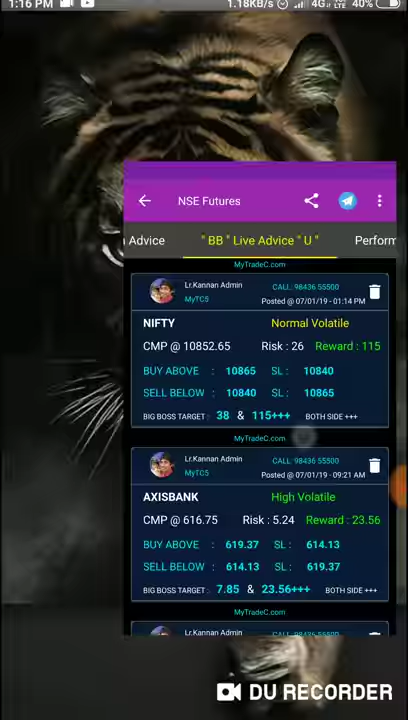 1:16 PM 1.18KB/s 4G LTE 40%
NSE Futures
Advice " BB " Live Advice " U " Perform
MyTradeC.com
Lr.Kannan Admin CALL: 98436 55500
MyTC5 Posted @ 07/01/19 - 01:14 PM
NIFTY Normal Volatile
CMP @ 10852.65 Risk : 26 Reward : 115
BUY ABOVE : 10865 SL : 10840
SELL BELOW : 10840 SL : 10865
BIG BOSS TARGET : 38 & 115+++ BOTH SIDE +++
MyTradeC.com
Lr.Kannan Admin CALL: 98436 55500
MyTC5 Posted @ 07/01/19 - 09:21 AM
AXISBANK High Volatile
CMP @ 616.75 Risk : 5.24 Reward : 23.56
BUY ABOVE : 619.37 SL : 614.13
SELL BELOW : 614.13 SL : 619.37
BIG BOSS TARGET : 7.85 & 23.56+++ BOTH SIDE +++
MyTradeC.com
Lr.Kannan Admin CALL: 98436 55500
DU RECORDER